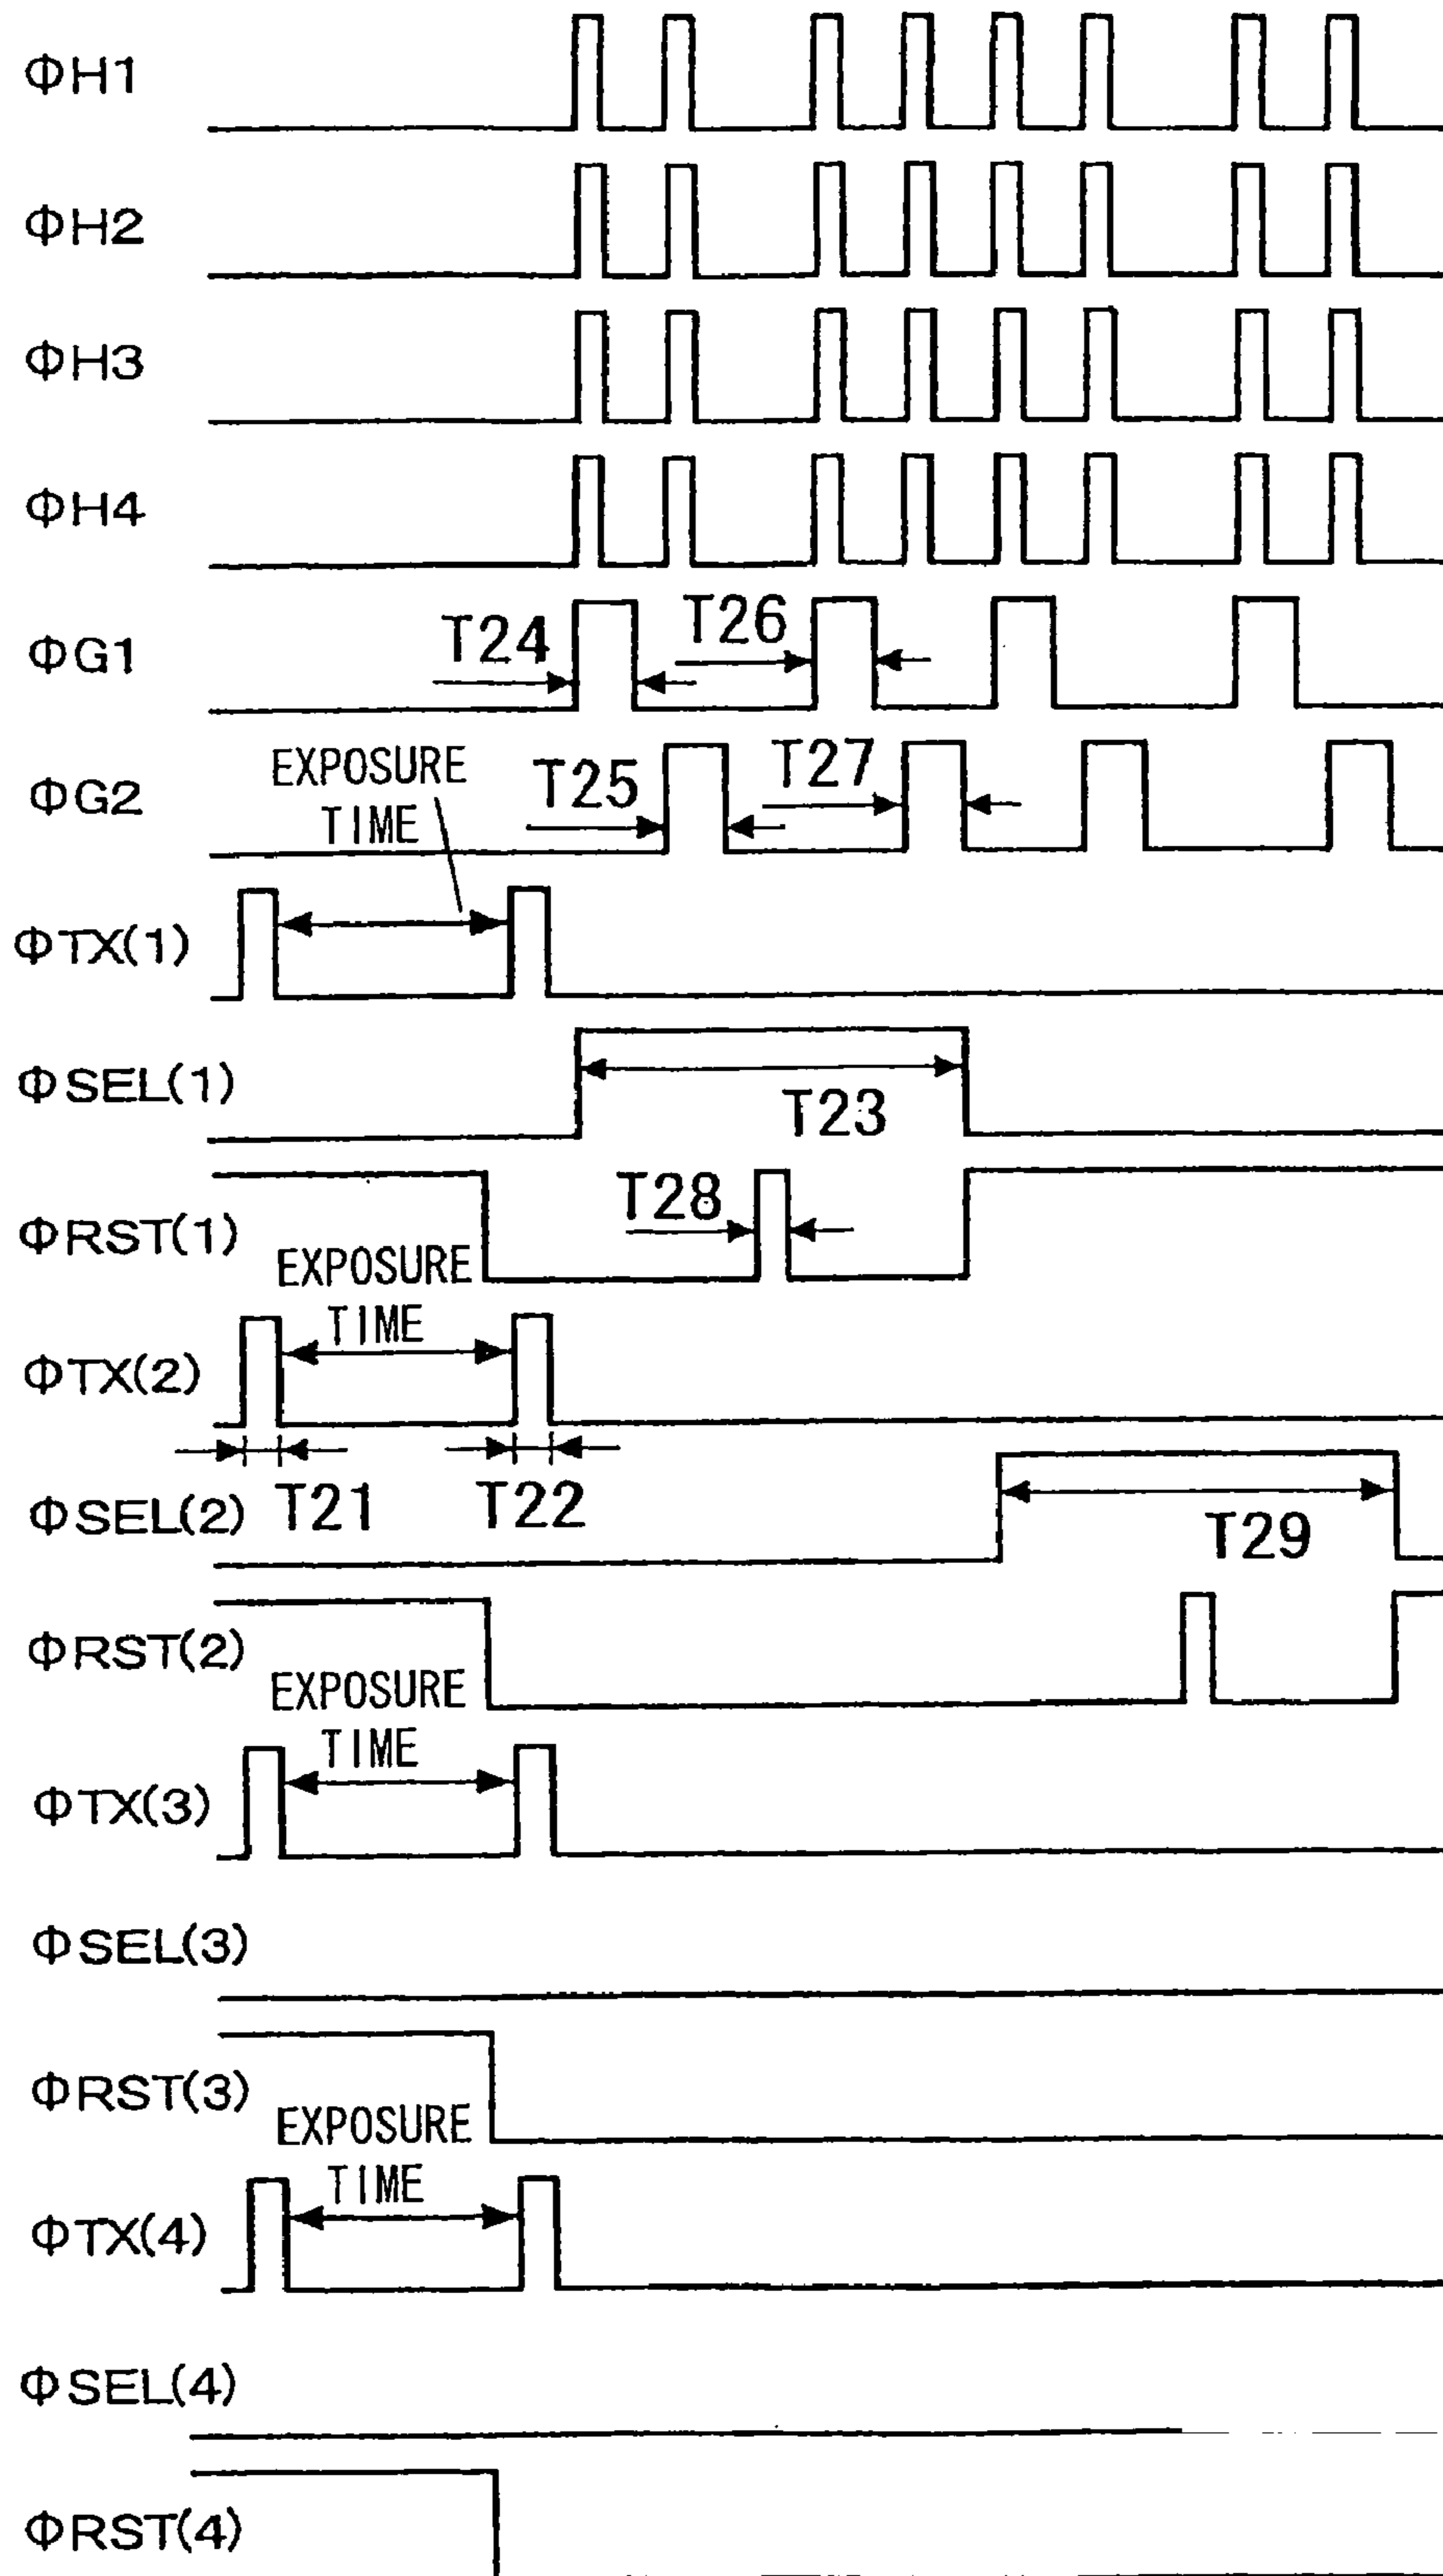 ΦH1
ΦH2
ΦH3
ΦH4
ΦG1
T24
T26
ΦG2
EXPOSURE
TIME
T25
T27
ΦTX(1)
ΦSEL(1)
T23
ΦRST(1)
T28
EXPOSURE
TIME
ΦTX(2)
ΦSEL(2)
T21
T22
T29
ΦRST(2)
EXPOSURE
TIME
ΦTX(3)
ΦSEL(3)
ΦRST(3)
EXPOSURE
TIME
ΦTX(4)
ΦSEL(4)
ΦRST(4)